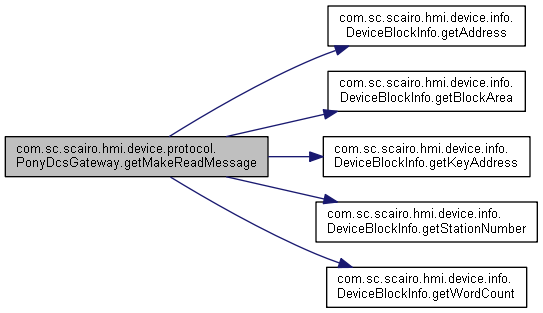 com.sc.scairo.hmi.device.info.
DeviceBlockInfo.getAddress
com.sc.scairo.hmi.device.info.
DeviceBlockInfo.getBlockArea
com.sc.scairo.hmi.device.protocol.
PonyDcsGateway.getMakeReadMessage
com.sc.scairo.hmi.device.info.
DeviceBlockInfo.getKeyAddress
com.sc.scairo.hmi.device.info.
DeviceBlockInfo.getStationNumber
com.sc.scairo.hmi.device.info.
DeviceBlockInfo.getWordCount